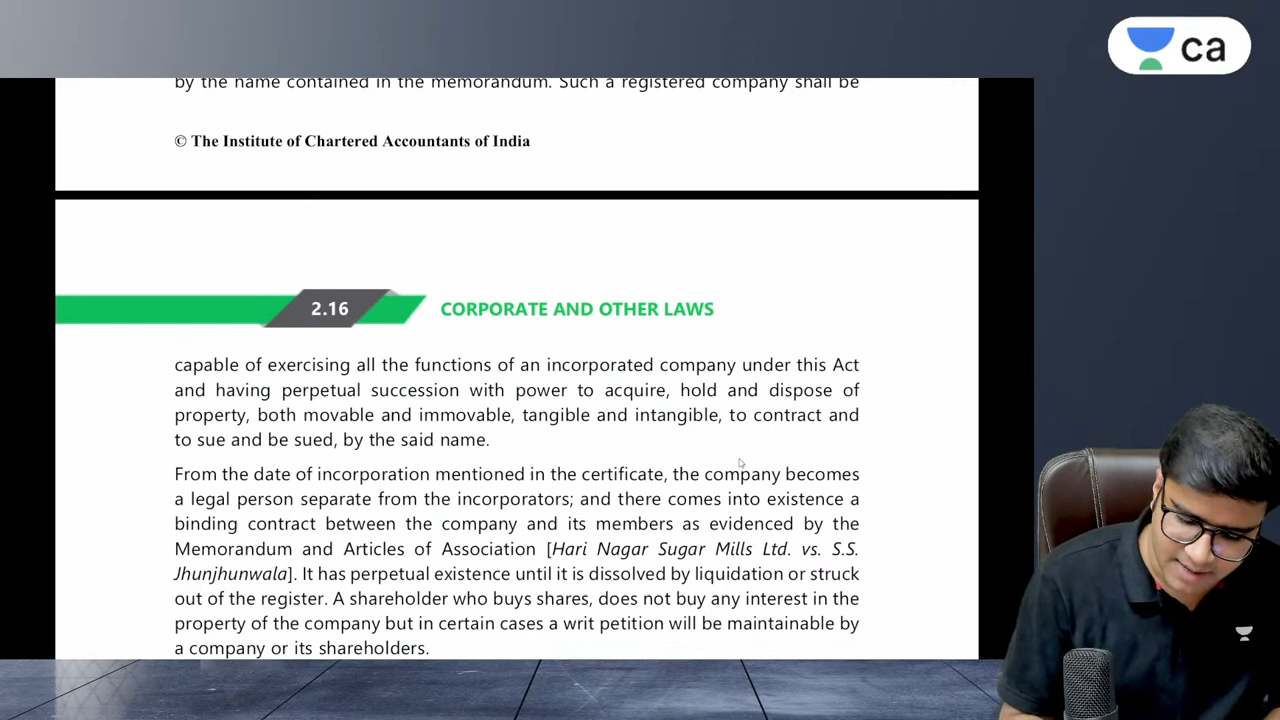 ca
by the name contained in the memorandum. Such a registered company shall be
© The Institute of Chartered Accountants of India
2.16
CORPORATE AND OTHER LAWS
capable of exercising all the functions of an incorporated company under this Act
and having perpetual succession with power to acquire, hold and dispose of
property, both movable and immovable, tangible and intangible, to contract and
to sue and be sued, by the said name.
From the date of incorporation mentioned in the certificate, the company becomes
a legal person separate from the incorporators; and there comes into existence a
binding contract between the company and its members as evidenced by the
Memorandum and Articles of Association [Hari Nagar Sugar Mills Ltd. vs. S.S.
Jhunjhunwala]. It has perpetual existence until it is dissolved by liquidation or struck
out of the register. A shareholder who buys shares, does not buy any interest in the
property of the company but in certain cases a writ petition will be maintainable by
a company or its shareholders.